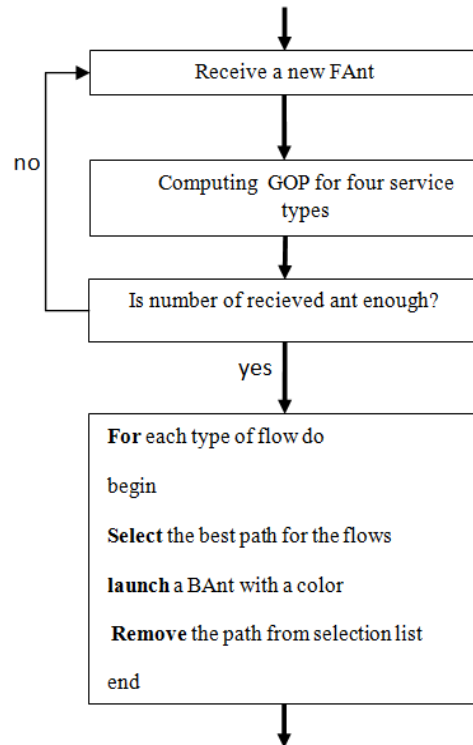 Receive a new FAnt
no
Computing GOP for four service
types
Is number of recieved ant enough?
yes
For each type of flow do
begin
Select the best path for the flows
launch a BAnt with a color
Remove the path from selection list
end